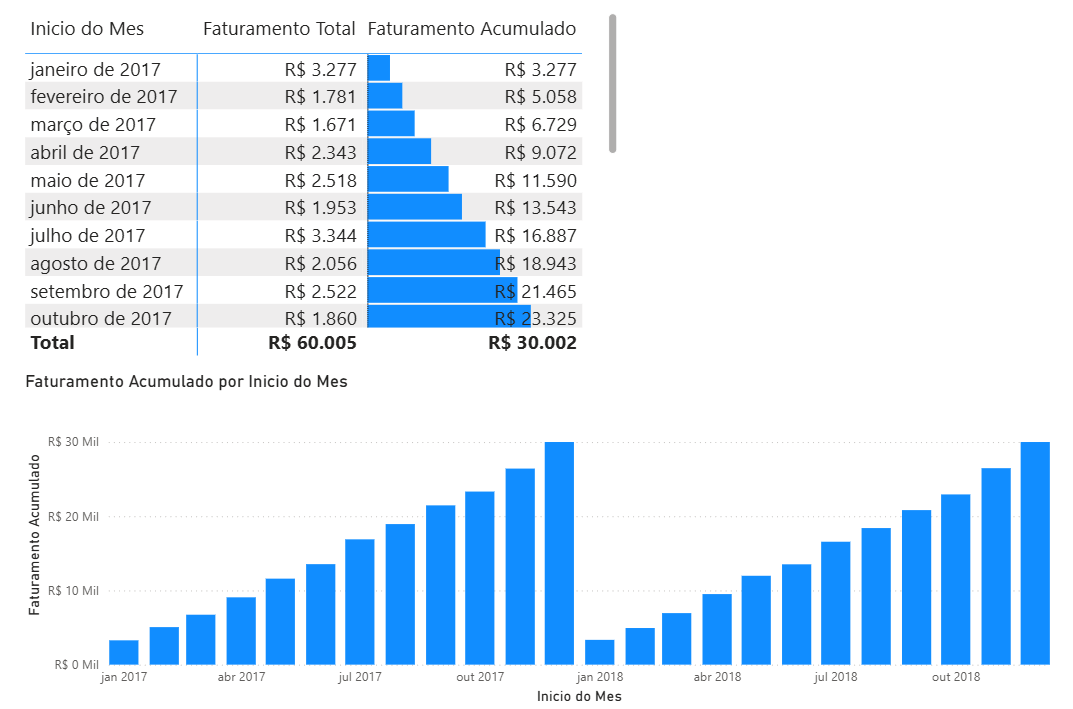 Inicio do Mes Faturamento Total Faturamento Acumulado
janeiro de 2017 R$ 3.277 R$ 3.277
fevereiro de 2017 R$ 1.781 R$ 5.058
março de 2017 R$ 1.671 R$ 6.729
abril de 2017 R$ 2.343 R$ 9.072
maio de 2017 R$ 2.518 R$ 11.590
junho de 2017 R$ 1.953 R$ 13.543
julho de 2017 R$ 3.344 R$ 16.887
agosto de 2017 R$ 2.056 R$ 18.943
setembro de 2017 R$ 2.522 R$ 21.465
outubro de 2017 R$ 1.860 R$ 23.325
Total R$ 60.005 R$ 30.002
Faturamento Acumulado por Inicio do Mes
Faturamento Acumulado
R$ 30 Mil
R$ 20 Mil
R$ 10 Mil
R$ 0 Mil
jan 2017 abr 2017 jul 2017 out 2017 jan 2018 abr 2018 jul 2018 out 2018
Inicio do Mes